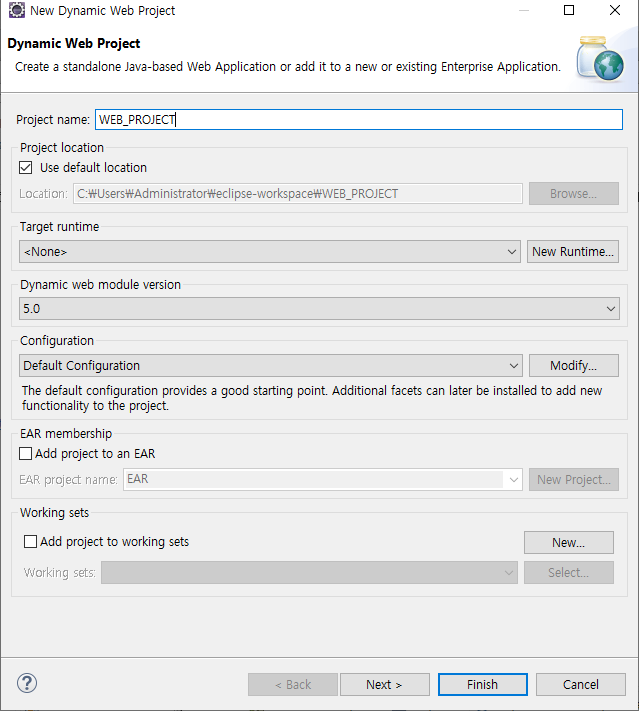 New Dynamic Web Project
Dynamic Web Project
Create a standalone Java-based Web Application or add it to a new or existing Enterprise Application.
Project name: WEB_PROJECT
Project location
Use default location
Location: C:₩Users₩Administrator₩eclipse-workspace₩WEB_PROJECT Browse...
Target runtime
<None> New Runtime...
Dynamic web module version
5.0
Configuration
Default Configuration Modify...
The default configuration provides a good starting point. Additional facets can later be installed to add new
functionality to the project.
EAR membership
Add project to an EAR
EAR project name: EAR New Project...
Working sets
Add project to working sets New...
Working sets: Select...
? < Back Next > Finish Cancel